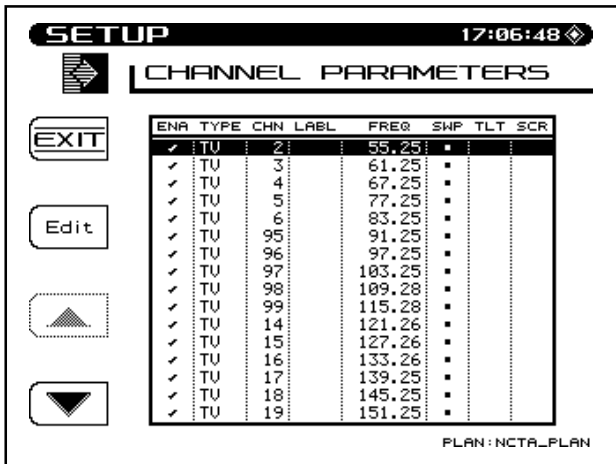 SETUP 17:06:48
CHANNEL PARAMETERS
EXIT
Edit
ENA TYPE CHN LABL FREQ SWP TLT SCR
✓ TV 2 55.25 ▪
✓ TV 3 61.25 ▪
✓ TV 4 67.25 ▪
✓ TV 5 77.25 ▪
✓ TV 6 83.25 ▪
✓ TV 95 91.25 ▪
✓ TV 96 97.25 ▪
✓ TV 97 103.25 ▪
✓ TV 98 109.28 ▪
✓ TV 99 115.28 ▪
✓ TV 14 121.26 ▪
✓ TV 15 127.26 ▪
✓ TV 16 133.26 ▪
✓ TV 17 139.25 ▪
✓ TV 18 145.25 ▪
✓ TV 19 151.25 ▪
PLAN:NCTA_PLAN